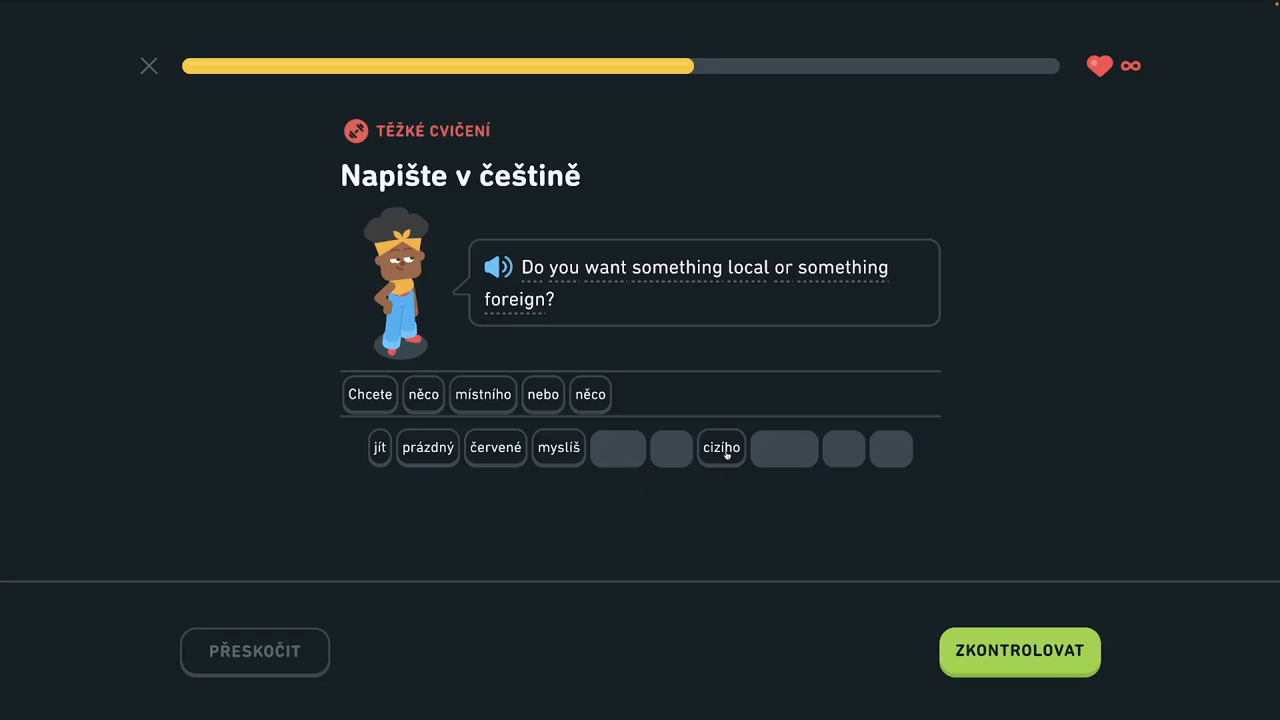 TĚŽKÉ CVIČENÍ
Napište v češtině
Do you want something local or something
foreign?
Chcete něco místního nebo něco
jít prázdný červené myslíš cizího
PŘESKOČIT ZKONTROLOVAT